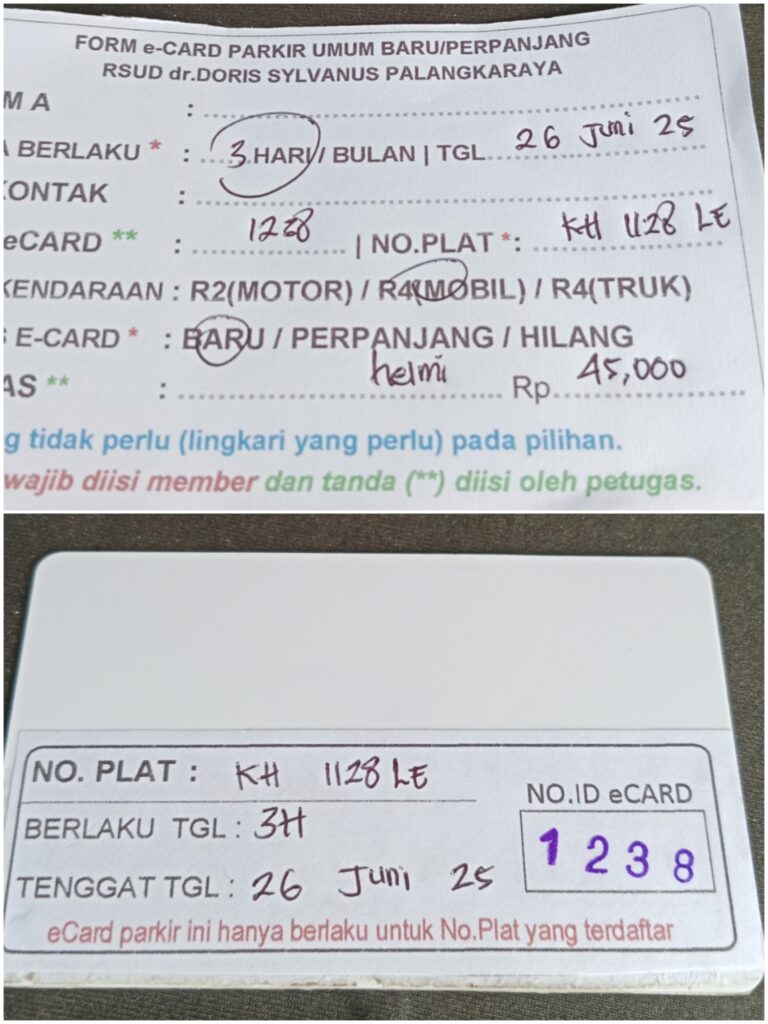 FORM e-CARD PARKIR UMUM BARU/PERPANJANG
RSUD dr.DORIS SYLVANUS PALANGKARAYA
M A :
BERLAKU * : 3 HARI / BULAN | TGL 26 Juni 25
KONTAK :
eCARD ** : 1238 | NO.PLAT *: KH 1128 LE
KENDARAAN : R2(MOTOR) / R4(MOBIL) / R4(TRUK)
E-CARD * : BARU / PERPANJANG / HILANG
AS ** : helmi Rp. 45,000
g tidak perlu (lingkari yang perlu) pada pilihan.
wajib diisi member dan tanda (**) diisi oleh petugas.
NO. PLAT : KH 1128 LE
NO.ID eCARD
BERLAKU TGL : 3H
1238
TENGGAT TGL : 26 Juni 25
eCard parkir ini hanya berlaku untuk No.Plat yang terdaftar